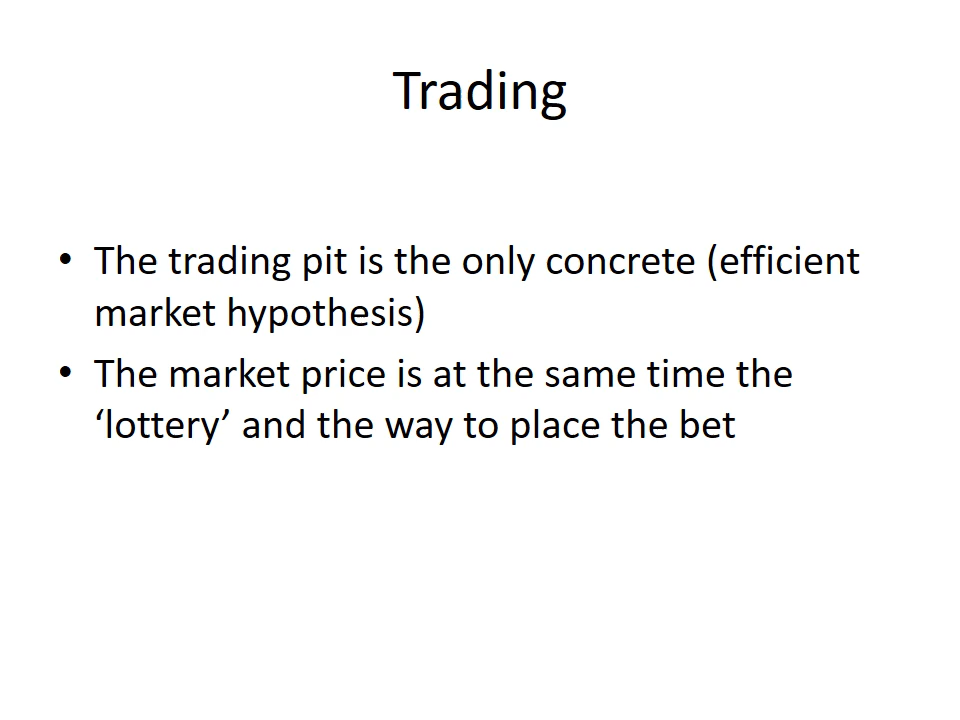 Trading
• The trading pit is the only concrete (efficient
market hypothesis)
• The market price is at the same time the
‘lottery’ and the way to place the bet